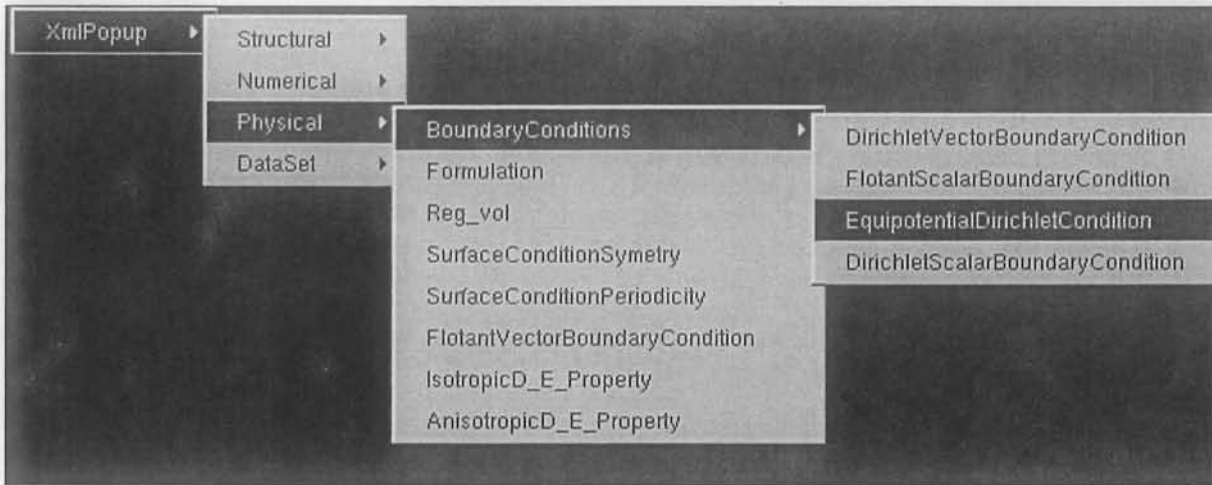 XmlPopup
Structural
Numerical
Physical
DataSet
BoundaryConditions
Formulation
Reg_vol
SurfaceConditionSymetry
SurfaceConditionPeriodicity
FlotantVectorBoundaryCondition
IsotropicD_E_Property
AnisotropicD_E_Property
DirichletVectorBoundaryCondition
FlotantScalarBoundaryCondition
EquipotentialDirichletCondition
DirichletScalarBoundaryCondition